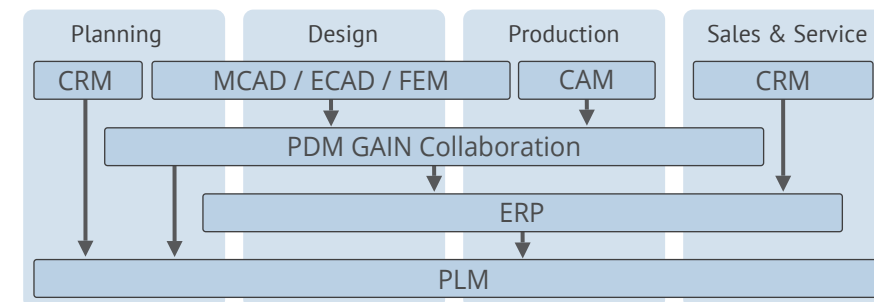 Planning Design Production Sales & Service
CRM MCAD / ECAD / FEM CAM CRM
PDM GAIN Collaboration
ERP
PLM